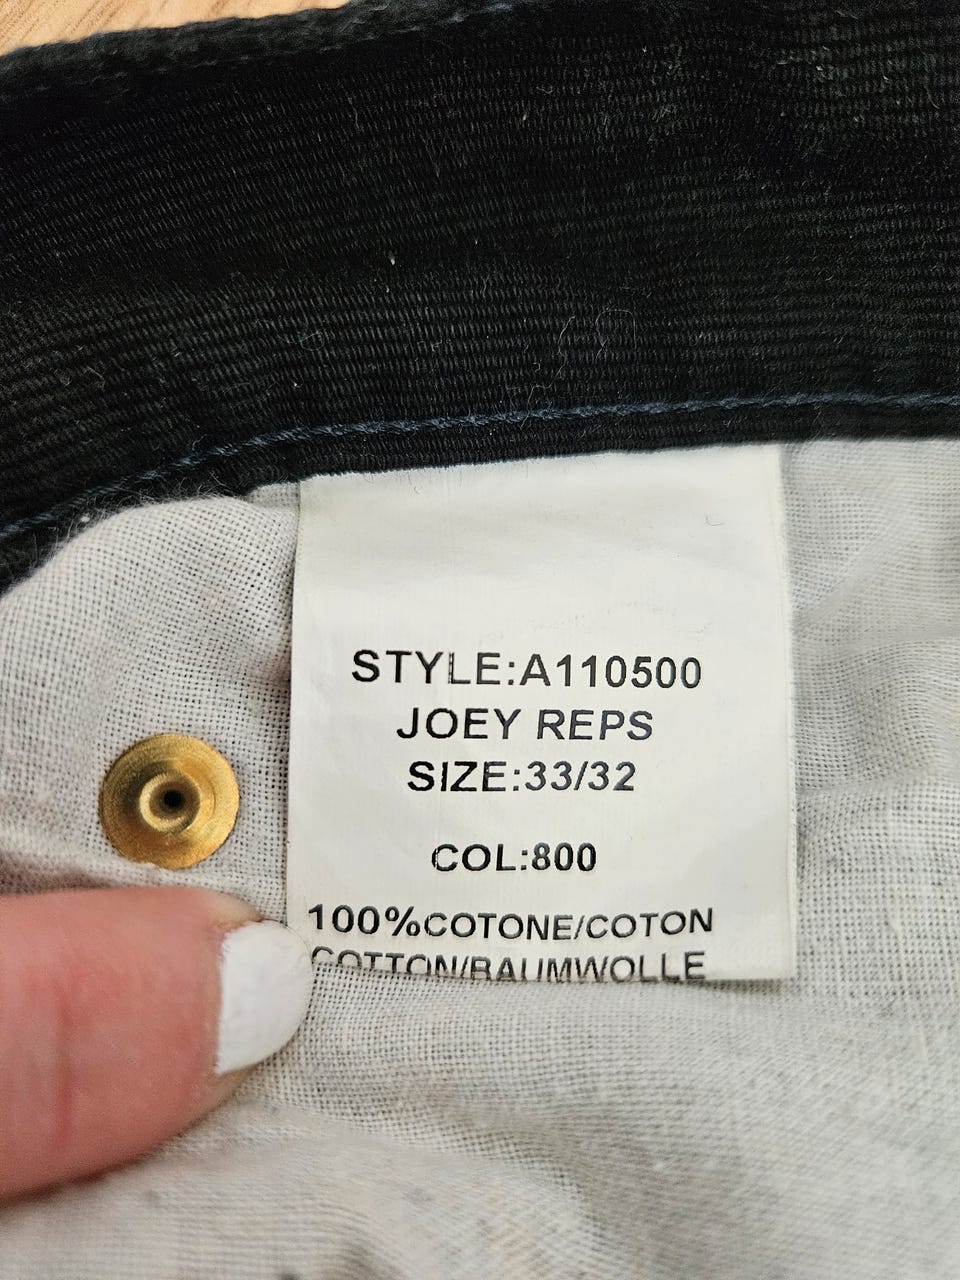 STYLE:A110500
JOEY REPS
SIZE:33/32
COL:800
100%COTONE/COTON
COTTON/BAUMWOLLE